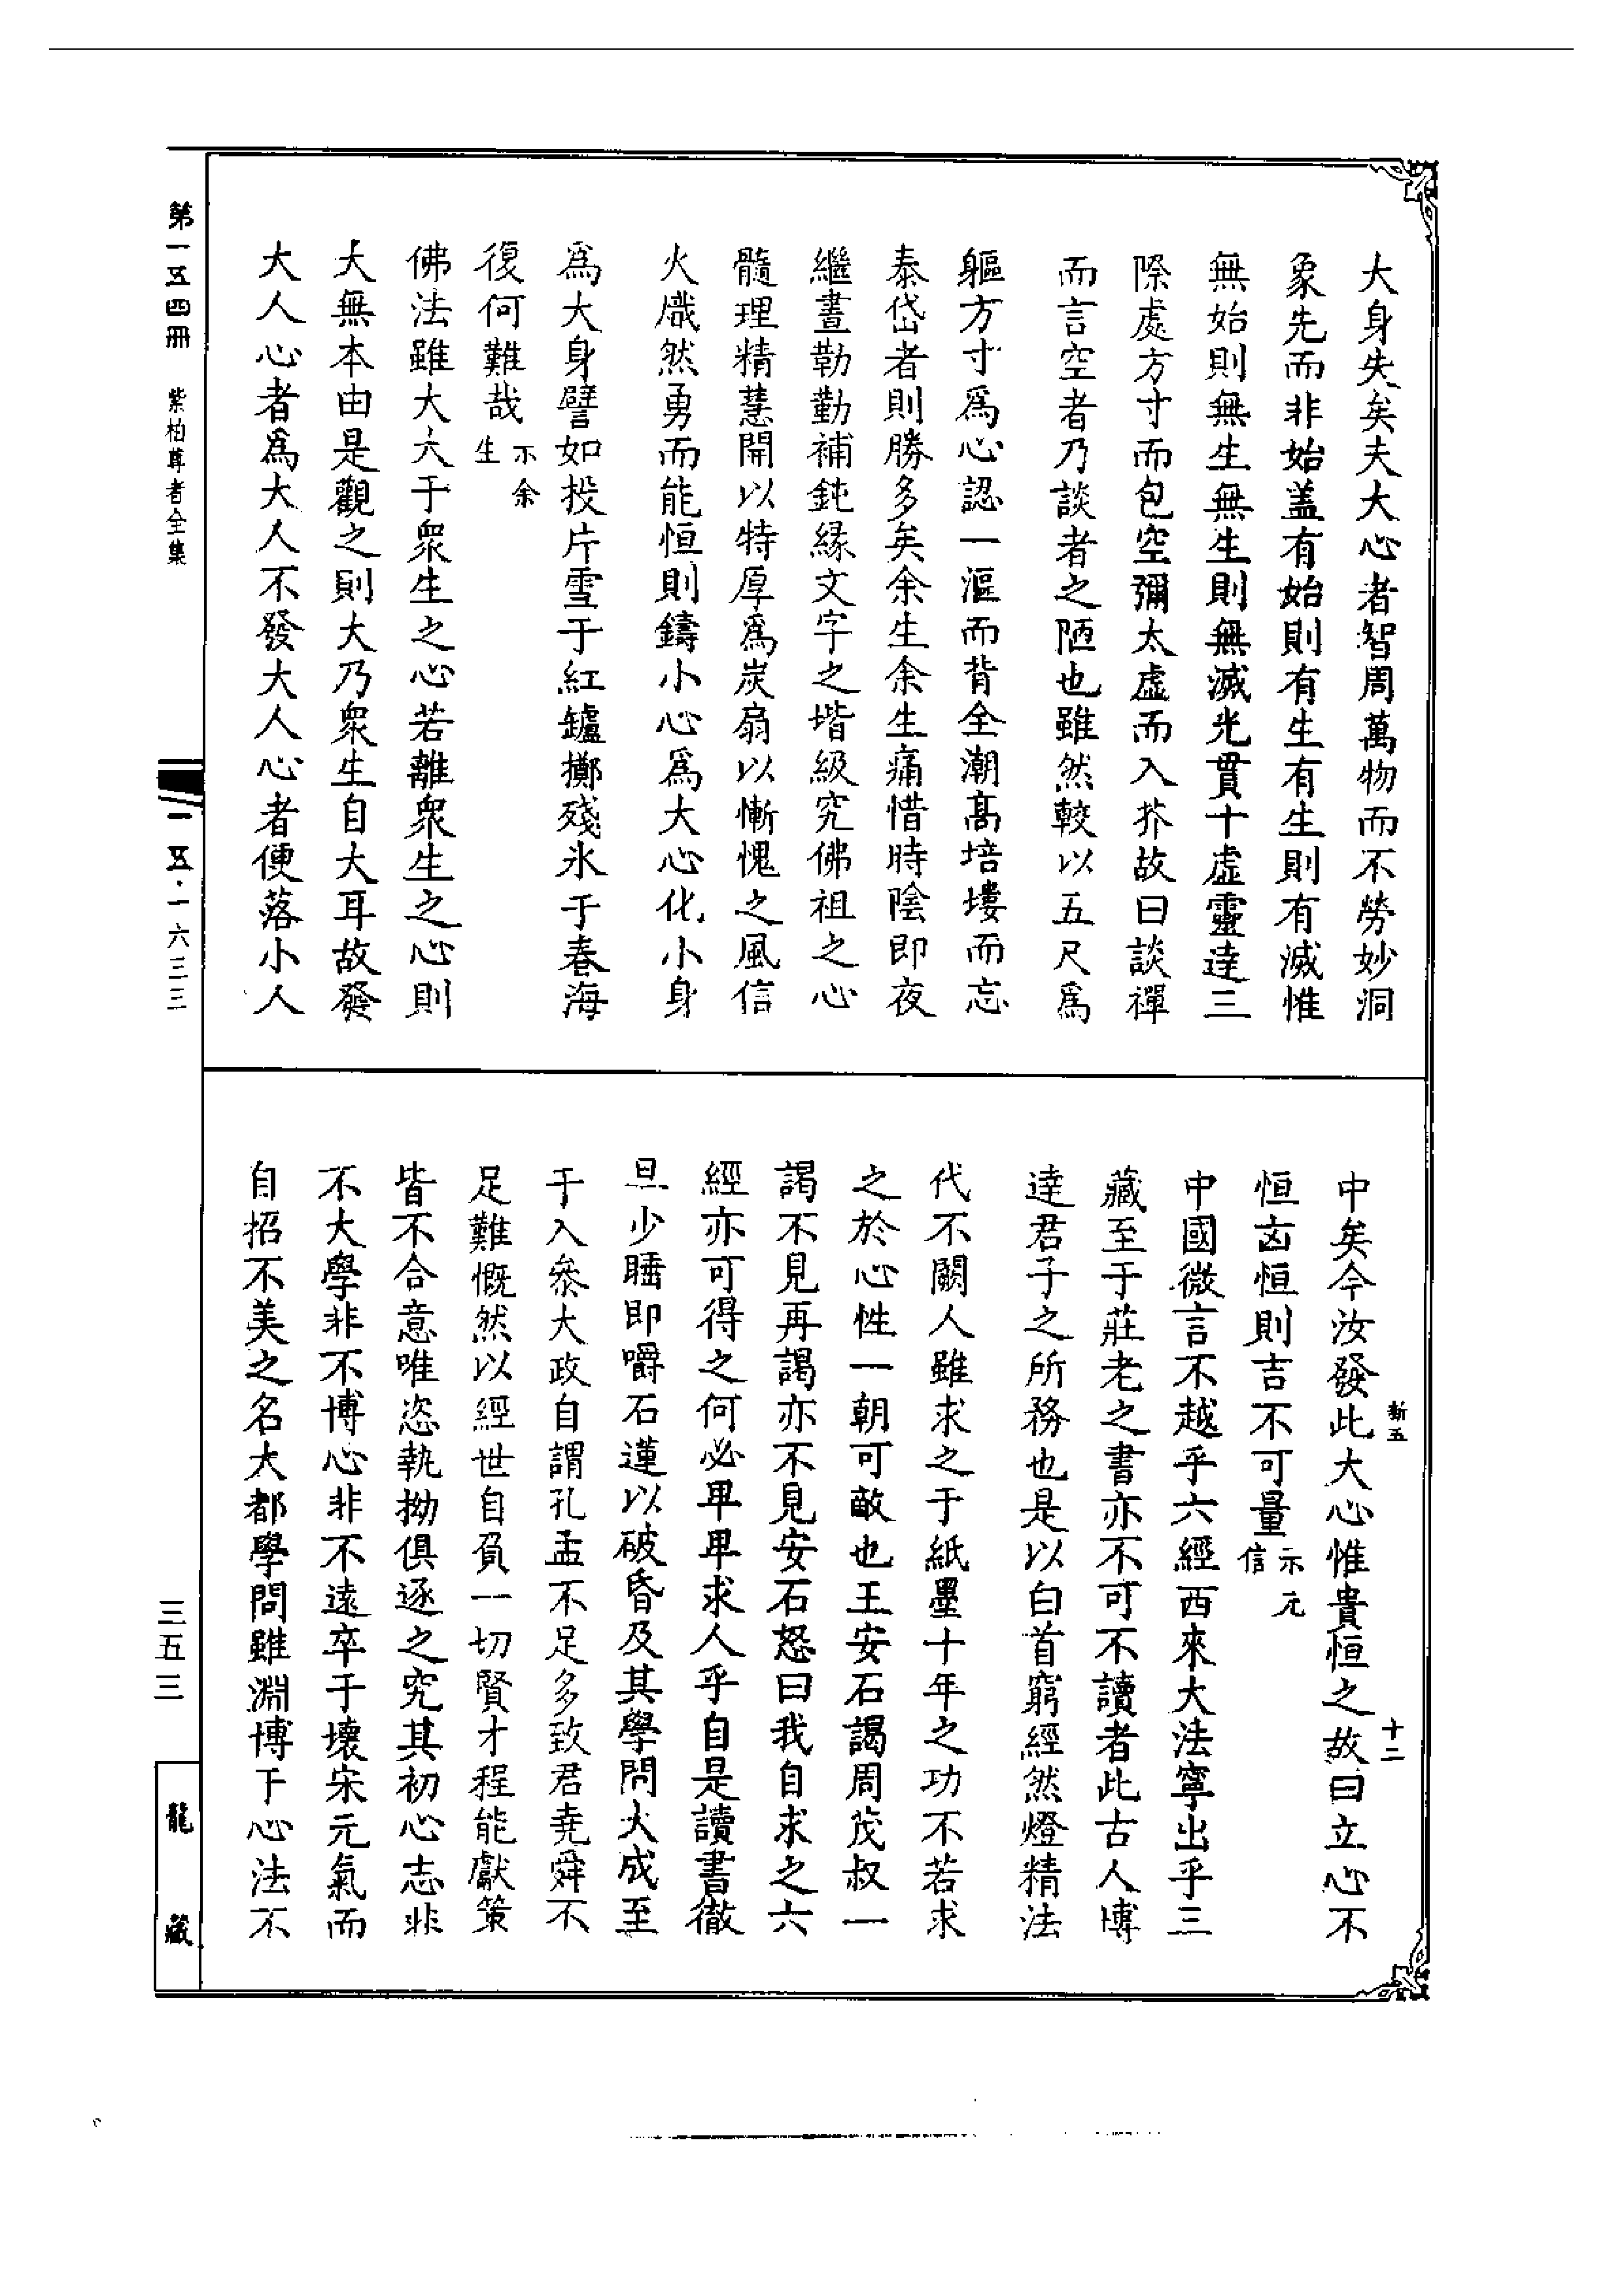 大身失矣夫大心者智周萬物而不勞妙洞
象先而非始盖有始則有生有生則有滅惟
無始則無生無生則無滅光貫十虛靈達三
際處方寸而包空彌太虛而入芥故曰談禪
而言空者乃談者之陋也雖然較以五尺為
軀方寸爲心認一漚而背全潮高培塿而忘
泰岱者則勝多矣余生余生痛惜時陰即夜
繼晝勤勤補鈍緣文字之堦級究佛祖之心
髓理精慧開以特厚爲炭扇以慚愧之風信
火熾然勇而能恒則鑄小心爲大心化小身
爲大身譬如投片雪于紅鑪擲殘氷于春海
復何難哉 示余生
佛法雖大大于衆生之心若離衆生之心則
大無本由是觀之則大乃衆生自大耳故發
大人心者爲大人不發大人心者便落小人
中矣今汝發此大心惟貴恒之故曰立心不
恒凶恒則吉不可量 示元信
中國微言不越乎六經西來大法寧出乎三
藏至于莊老之書亦不可不讀者此古人博
達君子之所務也是以白首窮經然燈精法
代不闕人雖求之于紙墨十年之功不若求
之於心性一朝可敵也王安石謁周茂叔一
謁不見再謁亦不見安石怒曰我自求之六
經亦可得之何必卑卑求人乎自是讀書徹
旦少睡即嚼石蓮以破昏及其學問大成至
于入叅大政自謂孔孟不足多致君堯舜不
足難慨然以經世自負一切賢才程能獻策
皆不合意唯恣執拗俱逐之究其初心志非
不大學非不博心非不遠卒于壞宋元氣而
自招不美之名大都學問雖淵博于心法不
新五
十二
第一五四冊
紫柏尊者全集
一五·一六三三
三五三
龍藏